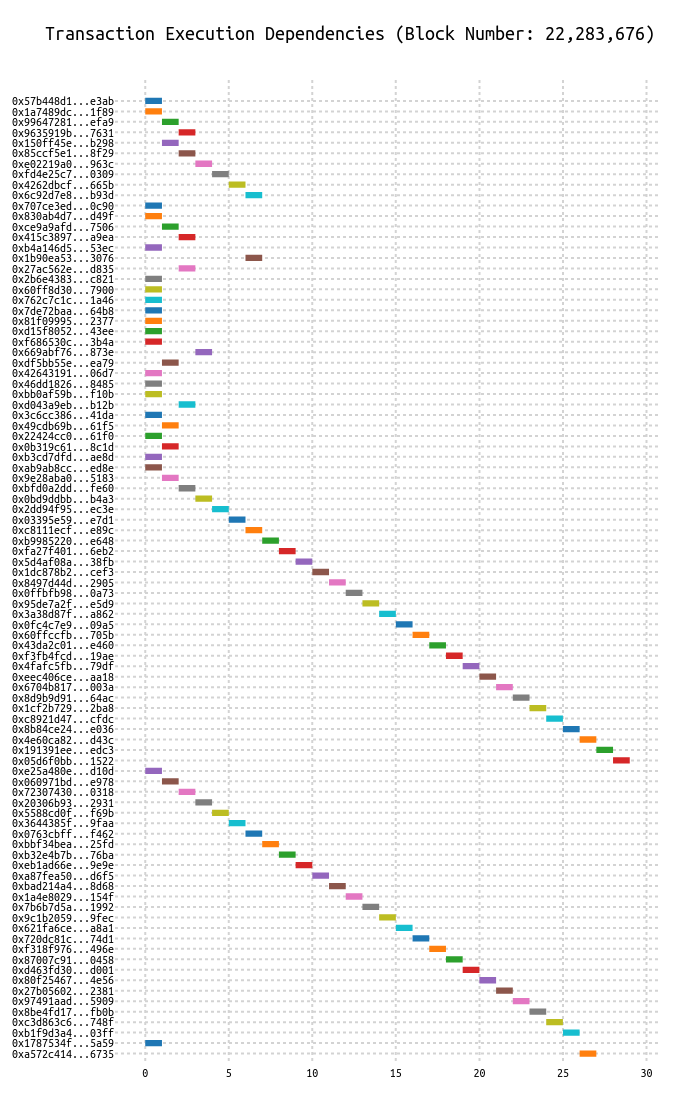 Transaction Execution Dependencies (Block Number: 22,283,676)
0x57b448d1...e3ab
0x1a7489dc...1f89
0x99647281...efa9
0x9635919b...7631
0x150ff45e...b298
0x85ccf5e1...8f29
0xe02219a0...963c
0xfd4e25c7...0309
0x4262dbcf...665b
0x6c92d7e8...b93d
0x707ce3ed...0c90
0x830ab4d7...d49f
0xce9a9afd...7506
0x415c3897...a9ea
0xb4a146d5...53ec
0x1b90ea53...3076
0x27ac562e...d835
0x2b6e4383...c821
0x60ff8d30...7900
0x762c7c1c...1a46
0x7de72baa...64b8
0x81f09995...2377
0xd15f8052...43ee
0xf686530c...3b4a
0x669abf76...873e
0xdf5bb55e...ea79
0x42643191...06d7
0x46dd1826...8485
0xbb0af59b...f10b
0xd043a9eb...b12b
0x3c6cc386...41da
0x49cdb69b...61f5
0x22424cc0...61f0
0x0b319c61...8c1d
0xb3cd7dfd...ae8d
0xab9ab8cc...ed8e
0x9e28aba0...5183
0xbfd0a2dd...fe60
0x0bd9ddbb...b4a3
0x2dd94f95...ec3e
0x03395e59...e7d1
0xc8111ecf...e89c
0xb9985220...e648
0xfa27f401...6eb2
0x5d4af08a...38fb
0x1dc878b2...cef3
0x8497d44d...2905
0x0ffbfb98...0a73
0x95de7a2f...e5d9
0x3a38d87f...a862
0x0fc4c7e9...09a5
0x60ffccfb...705b
0x43da2c01...e460
0xf3fb4fcd...19ae
0x4fafc5fb...79df
0xeec406ce...aa18
0x6704b817...003a
0x8d9b9d91...64ac
0x1cf2b729...2ba8
0xc8921d47...cfdc
0x8b84ce24...e036
0x4e60ca82...d43c
0x191391ee...edc3
0x05d6f0bb...1522
0xe25a480e...d10d
0x060971bd...e978
0x72307430...0318
0x20306b93...2931
0x5588cd0f...f69b
0x3644385f...9faa
0x0763cbff...f462
0xbbf34bea...25fd
0xb32e4b7b...76ba
0xeb1ad66e...9e9e
0xa87fea50...d6f5
0xbad214a4...8d68
0x1a4e8029...154f
0x7b6b7d5a...1992
0x9c1b2059...9fec
0x621fa6ce...a8a1
0x720dc81c...74d1
0xf318f976...496e
0x87007c91...0458
0xd463fd30...d001
0x80f25467...4e56
0x27b05602...2381
0x97491aad...5909
0x8be4fd17...fb0b
0xc3d863c6...748f
0xb1f9d3a4...03ff
0x1787534f...5a59
0xa572c414...6735
0 5 10 15 20 25 30